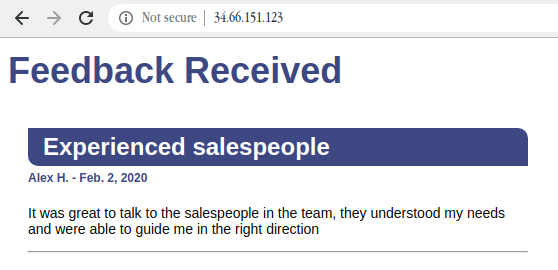 Not secure | 34.66.151.123
Feedback Received
Experienced salespeople
Alex H. - Feb. 2, 2020
It was great to talk to the salespeople in the team, they understood my needs
and were able to guide me in the right direction